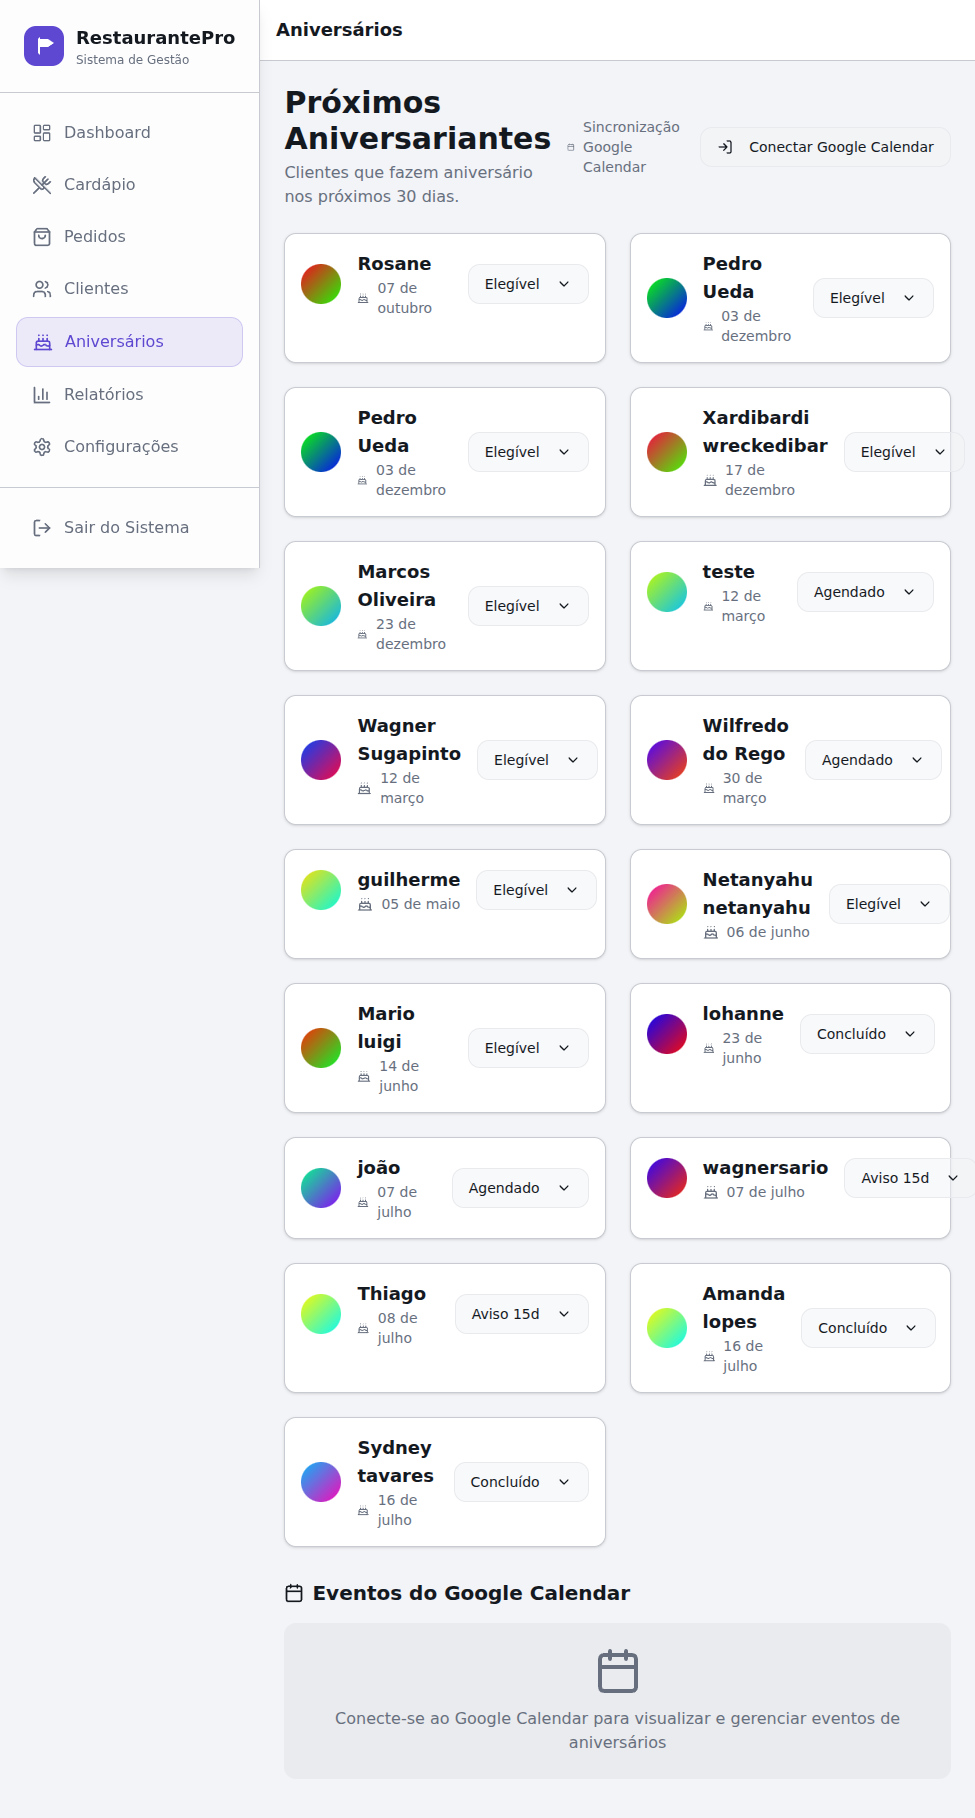 RestaurantePro
Sistema de Gestão
Dashboard
Cardápio
Pedidos
Clientes
Aniversários
Relatórios
Configurações
Sair do Sistema
Aniversários
Próximos
Aniversariantes
Clientes que fazem aniversário
nos próximos 30 dias.
Sincronização
Google
Calendar
Conectar Google Calendar
Rosane
07 de
outubro
Elegível
Pedro
Ueda
03 de
dezembro
Elegível
Pedro
Ueda
03 de
dezembro
Elegível
Xardibardi
wreckedibar
17 de
dezembro
Elegível
Marcos
Oliveira
23 de
dezembro
Elegível
teste
12 de
março
Agendado
Wagner
Sugapinto
12 de
março
Elegível
Wilfredo
do Rego
30 de
março
Agendado
guilherme
05 de maio
Elegível
Netanyahu
netanyahu
06 de junho
Elegível
Mario
luigi
14 de
junho
Elegível
lohanne
23 de
junho
Concluído
joão
07 de
julho
Agendado
wagnersario
07 de julho
Aviso 15d
Thiago
08 de
julho
Aviso 15d
Amanda
lopes
16 de
julho
Concluído
Sydney
tavares
16 de
julho
Concluído
Eventos do Google Calendar
Conecte-se ao Google Calendar para visualizar e gerenciar eventos de
aniversários